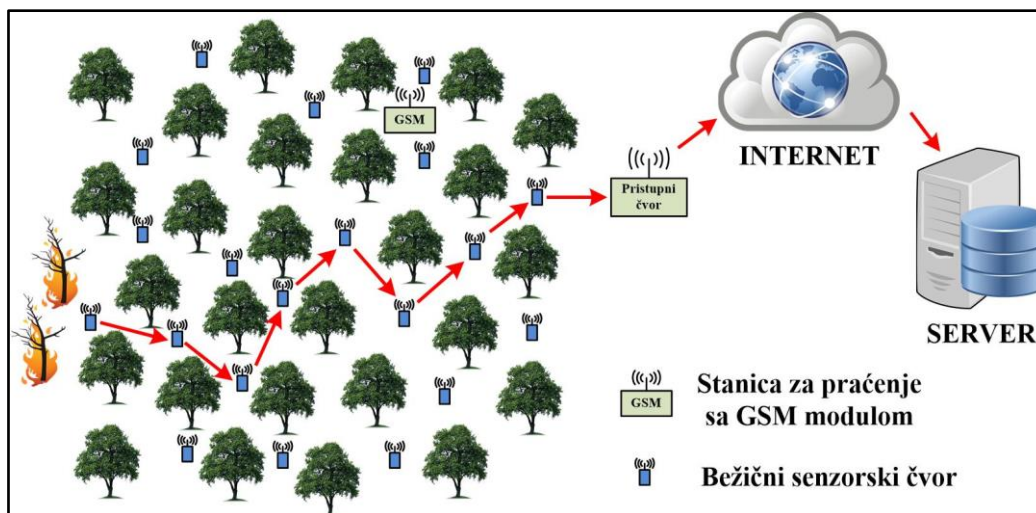 GSM
INTERNET
Pristupni
čvor
SERVER
GSM
Stanica za praćenje
sa GSM modulom
Bežični senzorski čvor